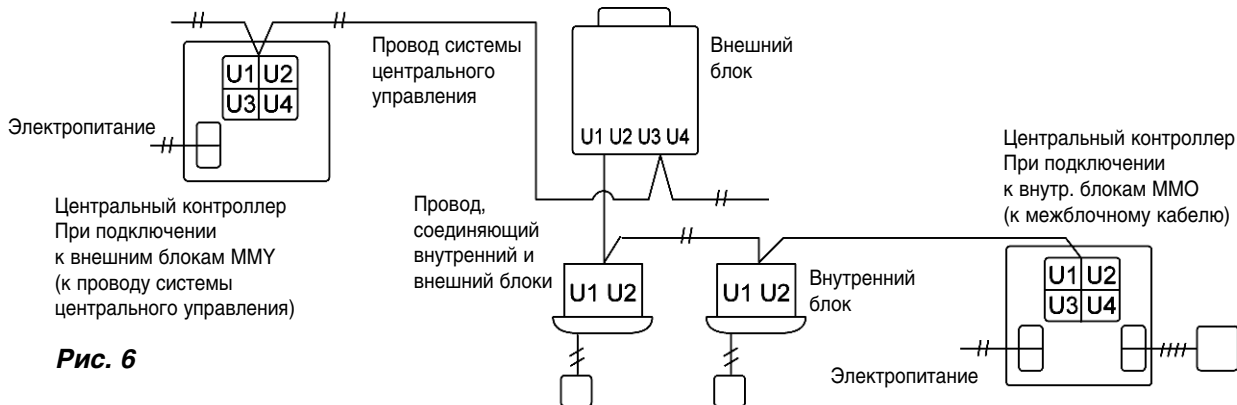 U1 U2
U3 U4
Электропитание
Центральный контроллер
При подключении
к внешним блокам MMY
(к проводу системы
центрального управления)
Рис. 6
Провод системы
центрального
управления
Внешний
блок
U1 U2 U3 U4
Провод,
соединяющий
внутренний и
внешний блоки
U1 U2
U1 U2
Внутренний
блок
Центральный контроллер
При подключении
к внутр. блокам ММО
(к межблочному кабелю)
U1 U2
U3 U4
Электропитание